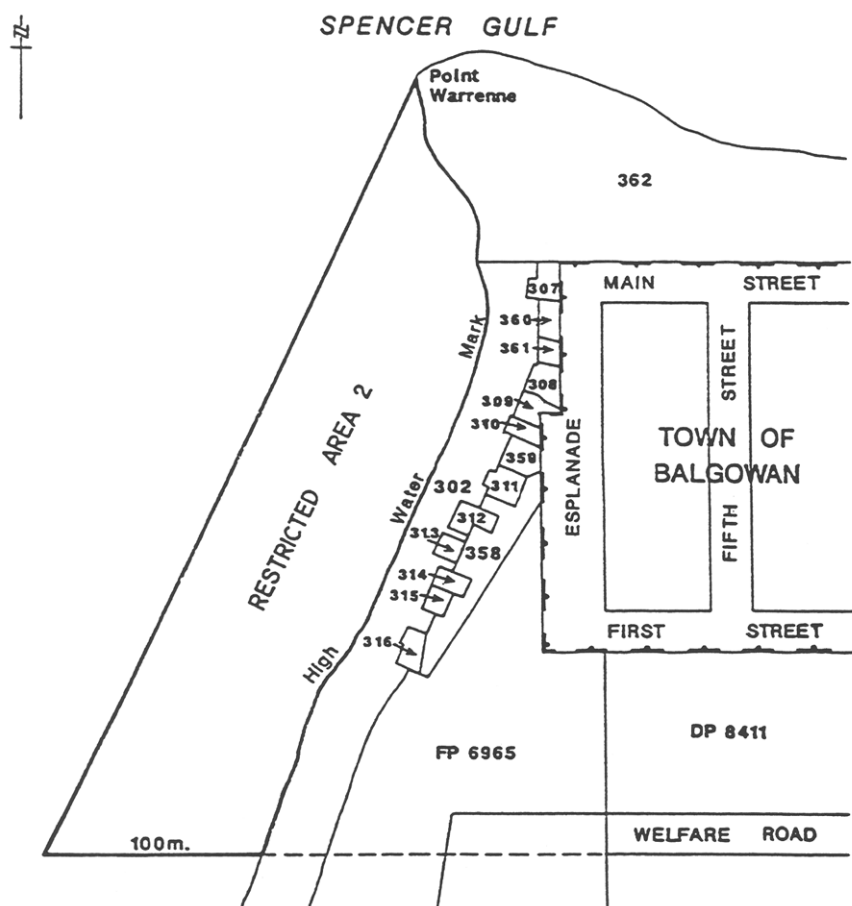 SPENCER GULF
N
Point
Warrenne
362
307
MAIN STREET
360
361
Mark
308
309
310
STREET
359
TOWN OF
BALGOWAN
ESPLANADE
RESTRICTED AREA 2
302
311
Water
312
313
358
FIFTH
314
315
FIRST STREET
316
High
DP 8411
FP 6965
100m.
WELFARE ROAD